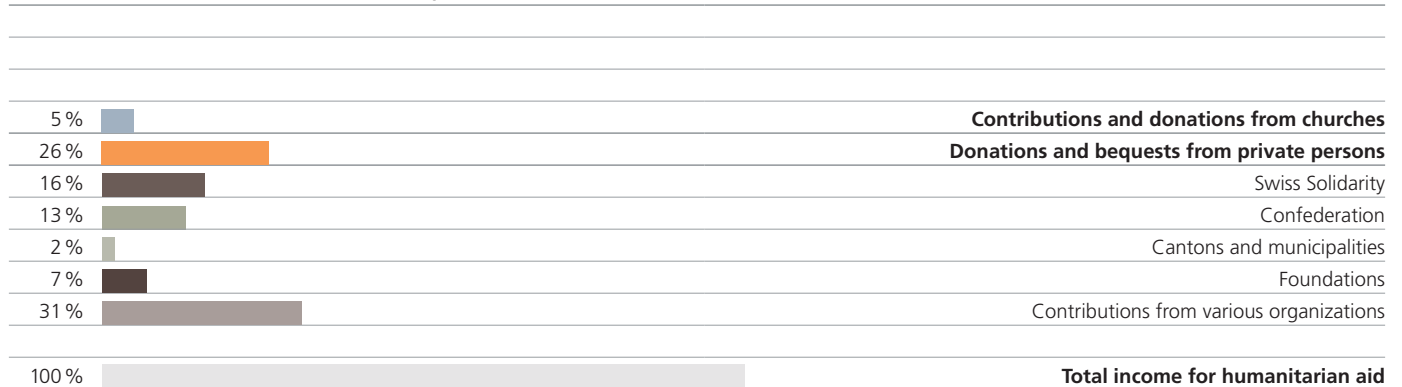 5 % Contributions and donations from churches
26 % Donations and bequests from private persons
16 % Swiss Solidarity
13 % Confederation
2 % Cantons and municipalities
7 % Foundations
31 % Contributions from various organizations
100 % Total income for humanitarian aid